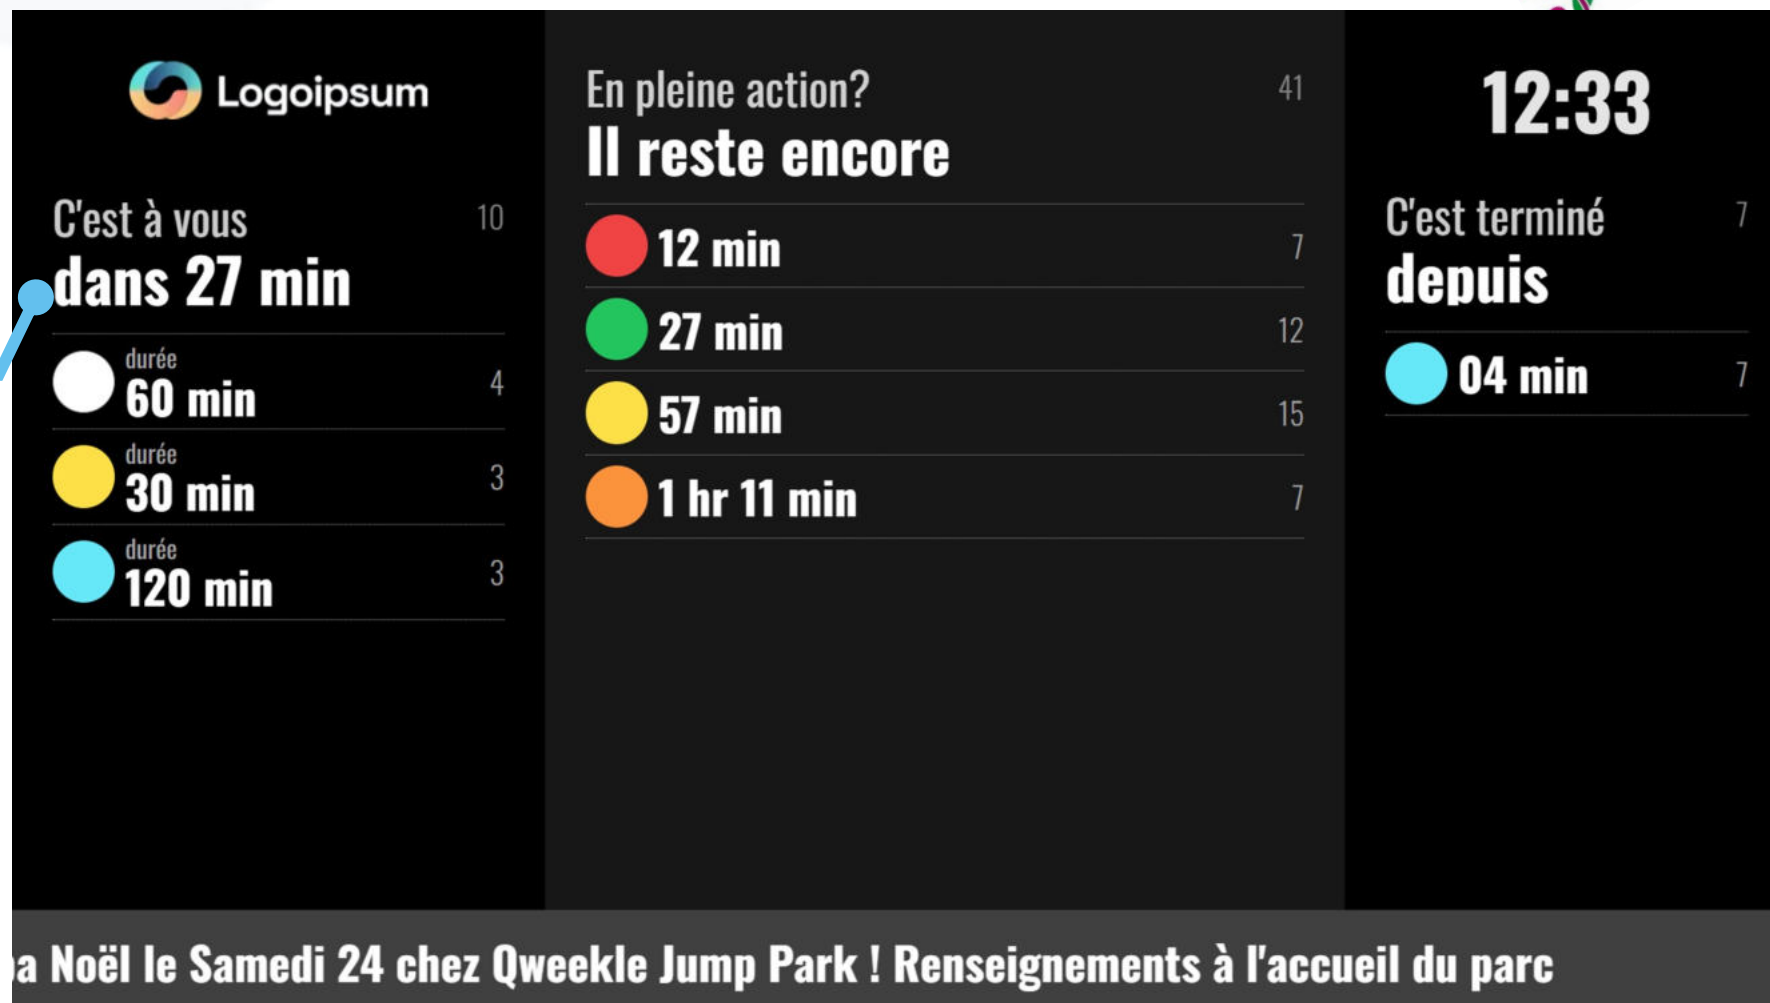 Logoipsum
C'est à vous 10
dans 27 min
durée
60 min 4
durée
30 min 3
durée
120 min 3
En pleine action? 41
Il reste encore
12 min 7
27 min 12
57 min 15
1 hr 11 min 7
12:33
C'est terminé 7
depuis
04 min 7
a Noël le Samedi 24 chez Qweekle Jump Park ! Renseignements à l'accueil du parc